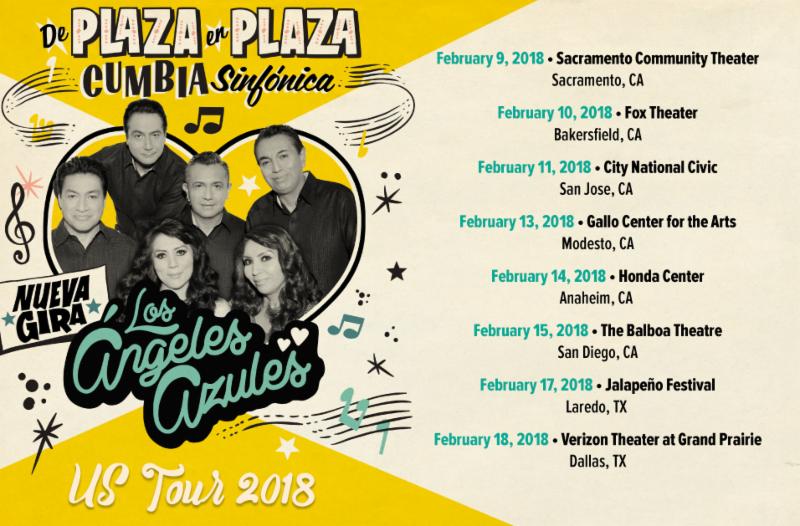 De PLAZA en PLAZA
CUMBIA Sinfónica
NUEVA
GIRA
Los
Ángeles
Azules
US Tour 2018
February 9, 2018 • Sacramento Community Theater
Sacramento, CA
February 10, 2018 • Fox Theater
Bakersfield, CA
February 11, 2018 • City National Civic
San Jose, CA
February 13, 2018 • Gallo Center for the Arts
Modesto, CA
February 14, 2018 • Honda Center
Anaheim, CA
February 15, 2018 • The Balboa Theatre
San Diego, CA
February 17, 2018 • Jalapeño Festival
Laredo, TX
February 18, 2018 • Verizon Theater at Grand Prairie
Dallas, TX